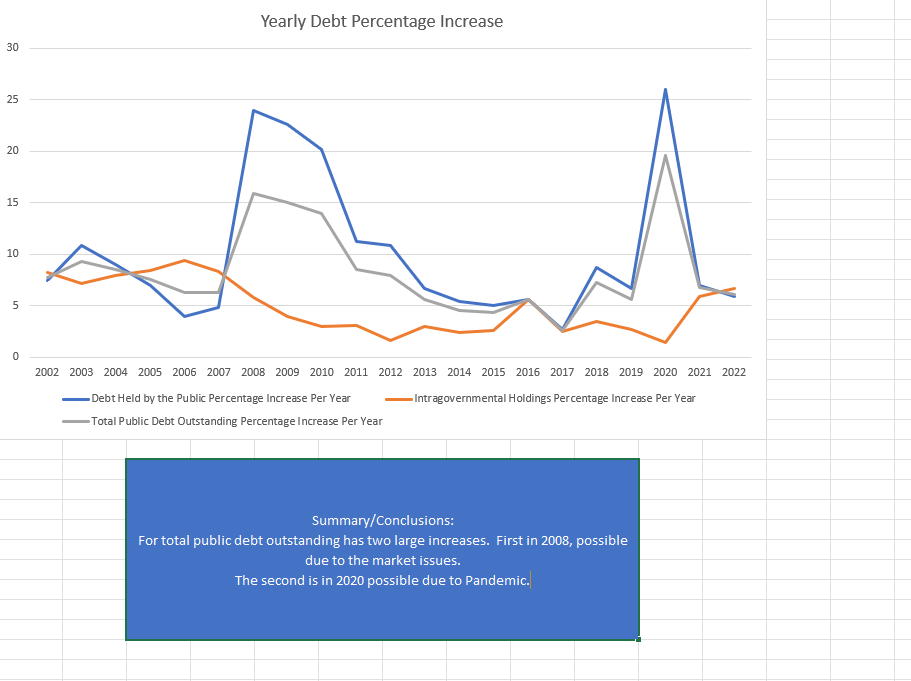 Yearly Debt Percentage Increase
30
25
20
15
10
5
0
2002 2003 2004 2005 2006 2007 2008 2009 2010 2011 2012 2013 2014 2015 2016 2017 2018 2019 2020 2021 2022
Debt Held by the Public Percentage Increase Per Year Intragovernmental Holdings Percentage Increase Per Year
Total Public Debt Outstanding Percentage Increase Per Year
Summary/Conclusions:
For total public debt outstanding has two large increases.  First in 2008, possible
due to the market issues.
The second is in 2020 possible due to Pandemic.